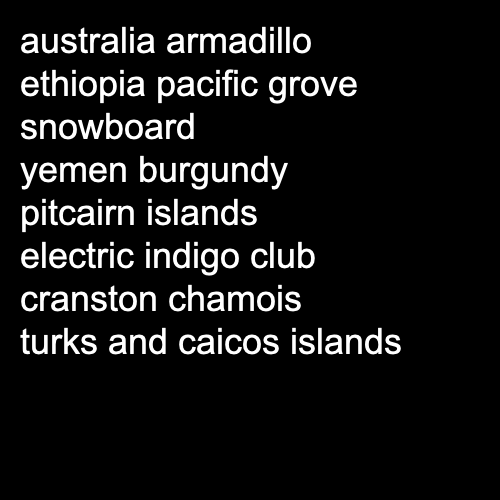 australia armadillo
ethiopia pacific grove
snowboard
yemen burgundy
pitcairn islands
electric indigo club
cranston chamois
turks and caicos islands